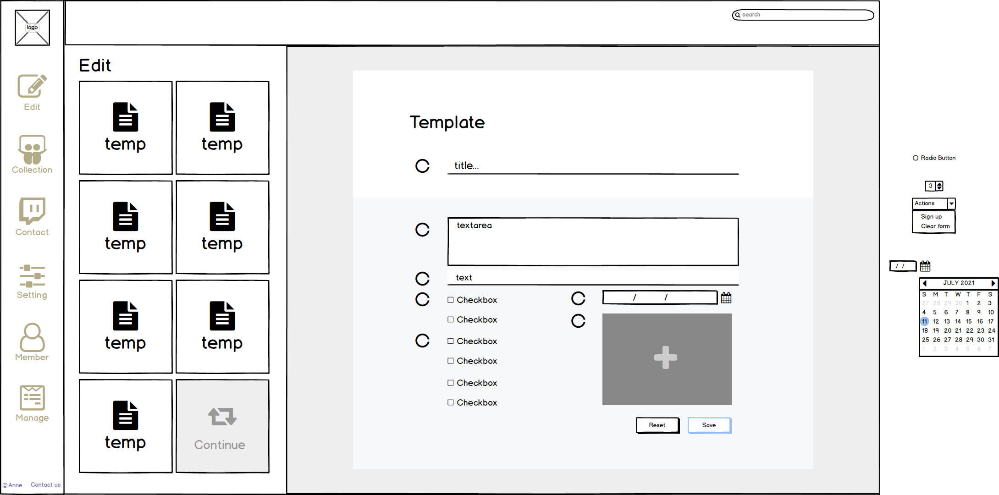 logo
Edit
Collection
Contact
Setting
Member
Manage
© Anne Contact us
search
Edit
temp temp
temp temp
temp temp
temp Continue
Template
title...
textarea
text
Checkbox / /
Checkbox
Checkbox
Checkbox
Checkbox
Checkbox
Reset Save
Radio Button
3
Actions
Sign up
Clear form
/ /
JULY 2021
S M T W T F S
27 28 29 30 1 2 3
4 5 6 7 8 9 10
11 12 13 14 15 16 17
18 19 20 21 22 23 24
25 26 27 28 29 30 31
1 2 3 4 5 6 7